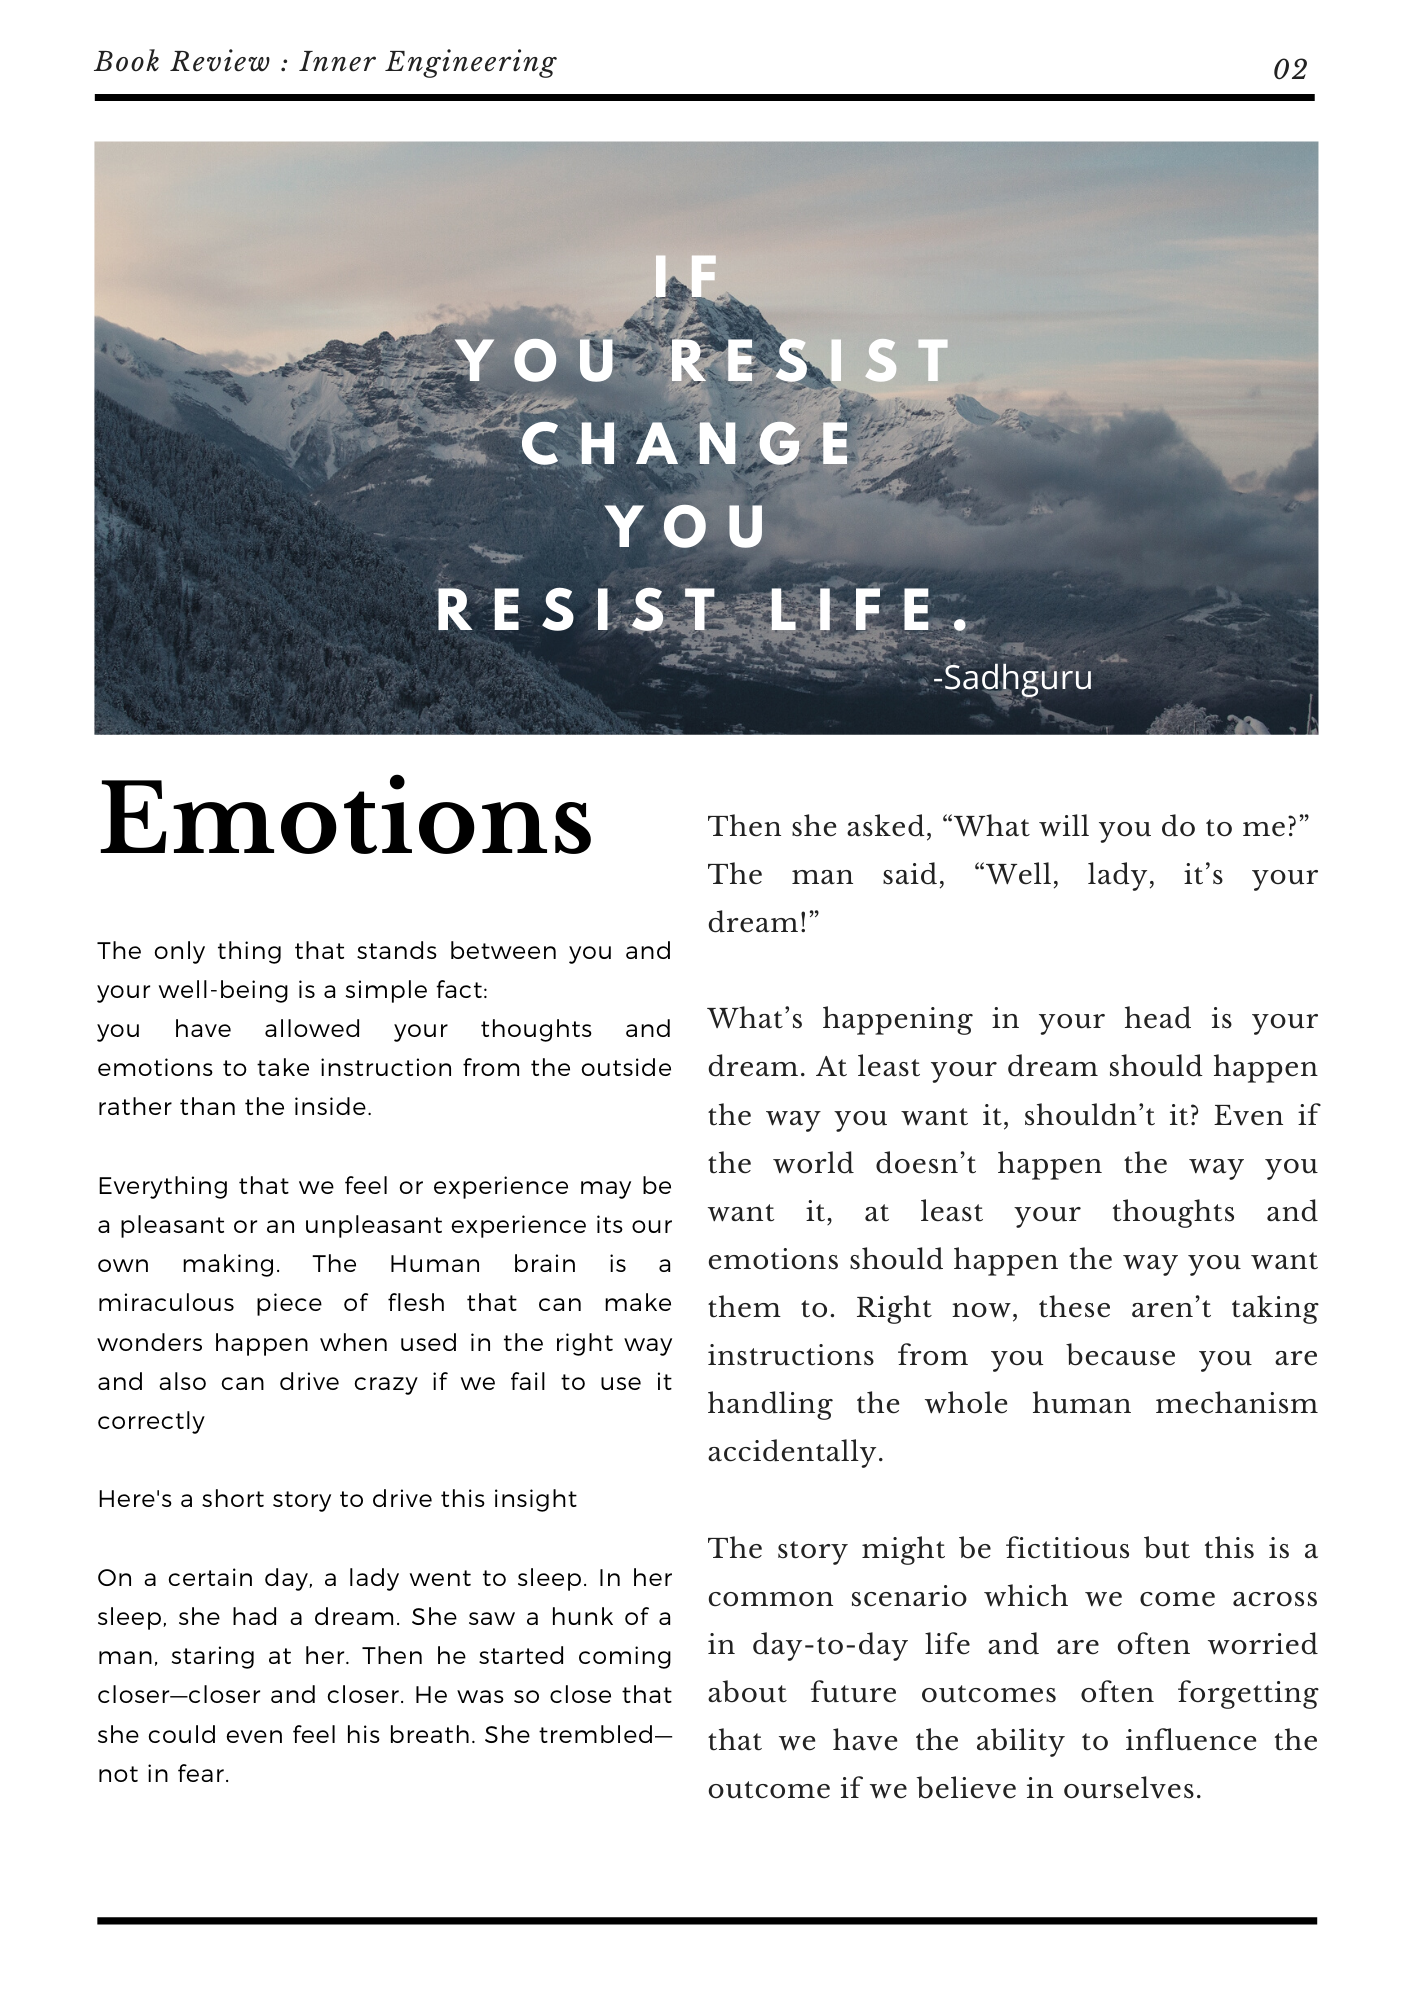 Book Review : Inner Engineering
02
IF
YOU RESIST
CHANGE
YOU
RESIST LIFE.
-Sadhguru
Emotions
The only thing that stands between you and
your well-being is a simple fact:
you have allowed your thoughts and
emotions to take instruction from the outside
rather than the inside.
Everything that we feel or experience may be
a pleasant or an unpleasant experience its our
own making. The Human brain is a
miraculous piece of flesh that can make
wonders happen when used in the right way
and also can drive crazy if we fail to use it
correctly
Here's a short story to drive this insight
On a certain day, a lady went to sleep. In her
sleep, she had a dream. She saw a hunk of a
man, staring at her. Then he started coming
closer—closer and closer. He was so close that
she could even feel his breath. She trembled—
not in fear.
Then she asked, “What will you do to me?”
The man said, “Well, lady, it’s your
dream!”
What’s happening in your head is your
dream. At least your dream should happen
the way you want it, shouldn’t it? Even if
the world doesn’t happen the way you
want it, at least your thoughts and
emotions should happen the way you want
them to. Right now, these aren’t taking
instructions from you because you are
handling the whole human mechanism
accidentally.
The story might be fictitious but this is a
common scenario which we come across
in day-to-day life and are often worried
about future outcomes often forgetting
that we have the ability to influence the
outcome if we believe in ourselves.